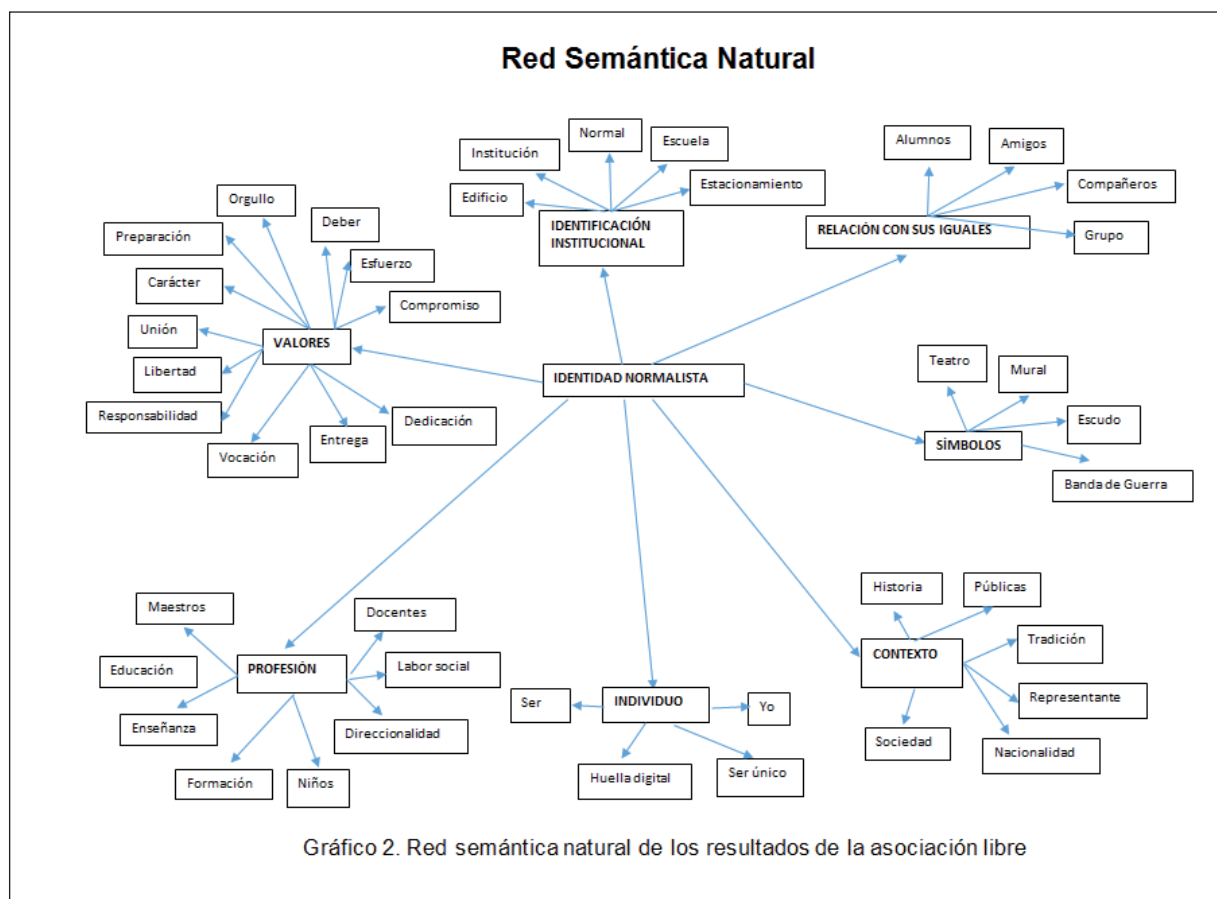 Red Semántica Natural
Normal
Institución
Escuela
Edificio
Estacionamiento
IDENTIFICACIÓN
INSTITUCIONAL
Alumnos
Amigos
Compañeros
Grupo
RELACIÓN CON SUS IGUALES
Orgullo
Deber
Preparación
Esfuerzo
Carácter
Compromiso
Unión
VALORES
Libertad
Responsabilidad
Dedicación
Entrega
Vocación
IDENTIDAD NORMALISTA
Teatro
Mural
Escudo
SÍMBOLOS
Banda de Guerra
Maestros
Docentes
Educación
PROFESIÓN
Labor social
Enseñanza
Direccionalidad
Formación
Niños
Ser
INDIVIDUO
Yo
Huella digital
Ser único
Historia
Públicas
Tradición
CONTEXTO
Representante
Sociedad
Nacionalidad
Gráfico 2. Red semántica natural de los resultados de la asociación libre